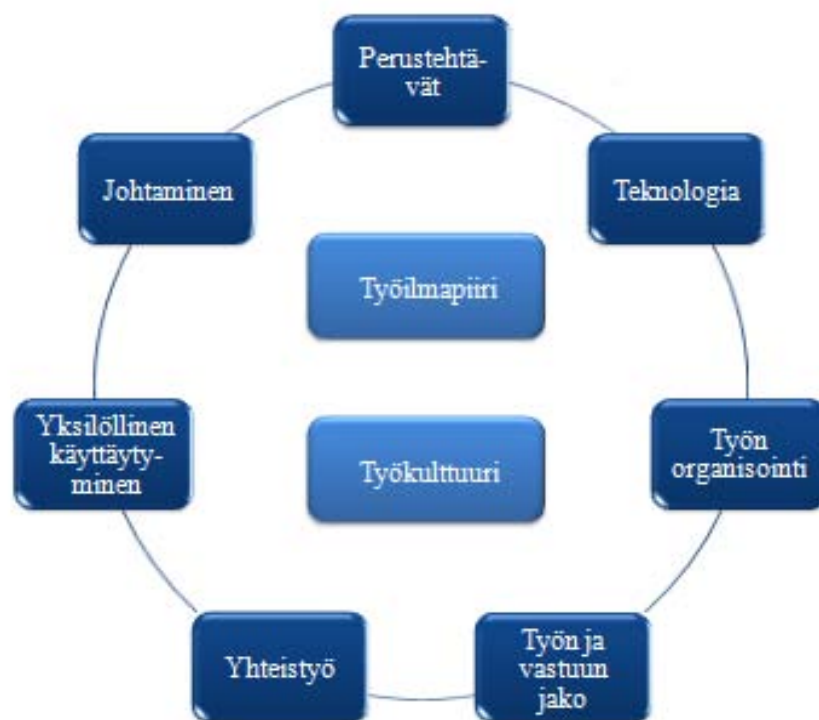 Perustehtä-
vät
Johtaminen
Teknologia
Työilmapiiri
Yksilöllinen
käyttäyty-
minen
Työkulttuuri
Työn
organisointi
Yhteistyö
Työn ja
vastuun
jako